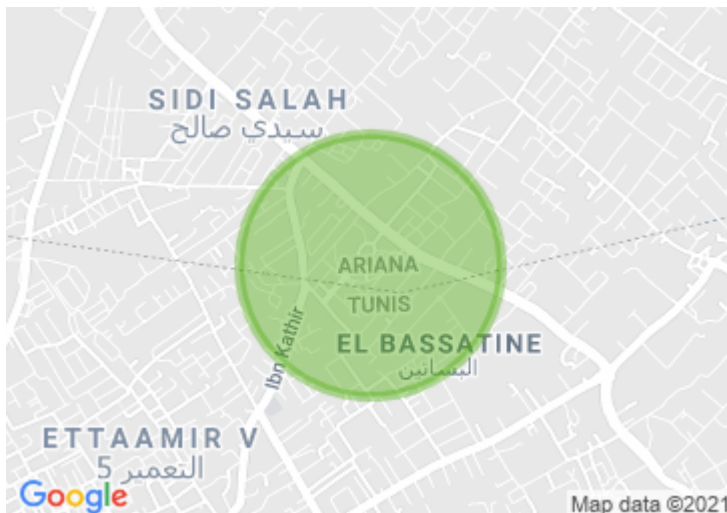 SIDI SALAH
سيدي صالح
ARIANA
TUNIS
Ibn Kathir
EL BASSATINE
البساتين
ETTAAMIR V
التعمير 5
Google
Map data ©2021